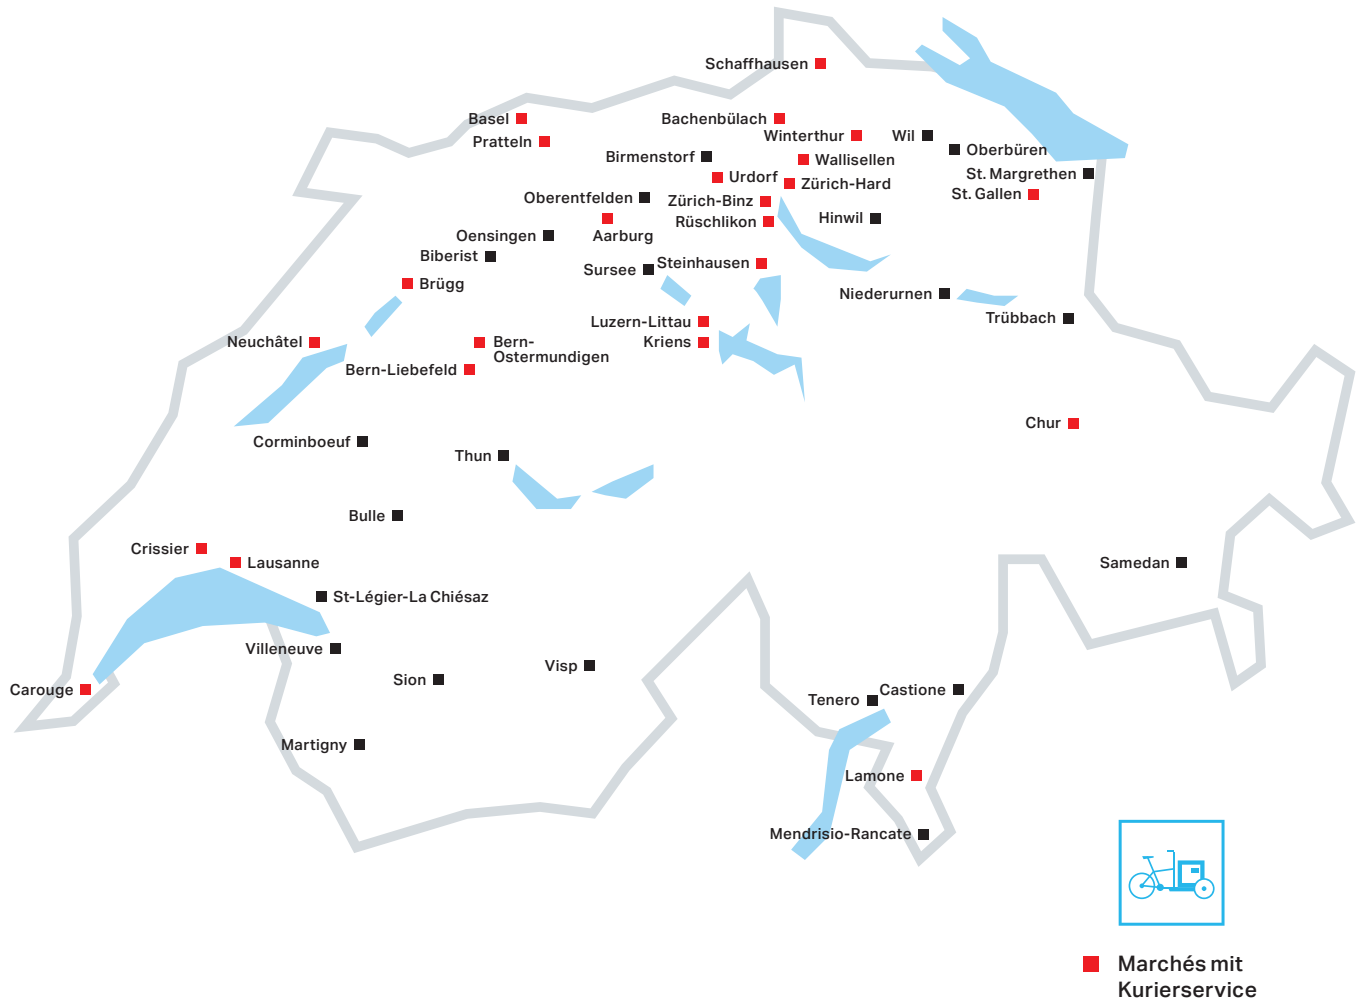 Schaffhausen
Basel
Bachenbülach
Pratteln
Winterthur
Wil
Oberbüren
Birmenstorf
Wallisellen
St. Margrethen
Urdorf
Zürich-Hard
St. Gallen
Oberentfelden
Zürich-Binz
Rüschlikon
Hinwil
Aarburg
Oensingen
Biberist
Sursee
Steinhausen
Brügg
Niederurnen
Trübbach
Luzern-Littau
Neuchâtel
Bern-
Ostermundigen
Kriens
Bern-Liebefeld
Chur
Corminboeuf
Thun
Bulle
Crissier
Lausanne
Samedan
St-Légier-La Chiésaz
Villeneuve
Visp
Sion
Carouge
Tenero
Castione
Martigny
Lamone
Mendrisio-Rancate
Marchés mit
Kurierservice